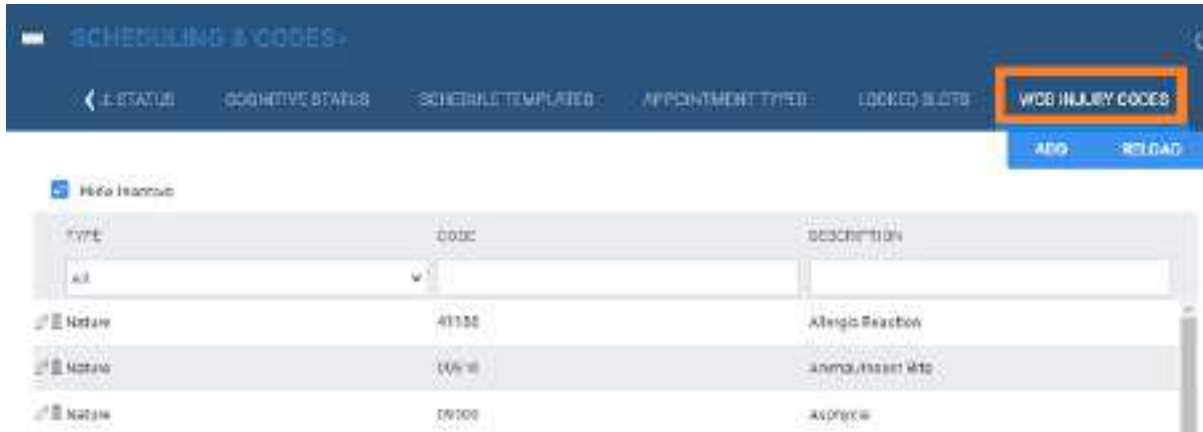 SCHEDULING & CODES
STATUS COGNITIVE STATUS SCHEDULE TEMPLATES APPOINTMENT TYPES LOCKED SLOTS WCB INJURY CODES
ADD RELOAD
Hide Inactive
TYPE CODE DESCRIPTION
All
Nature Allergic Reaction
Nature Animal/Insect Bite
Nature Asphyxia